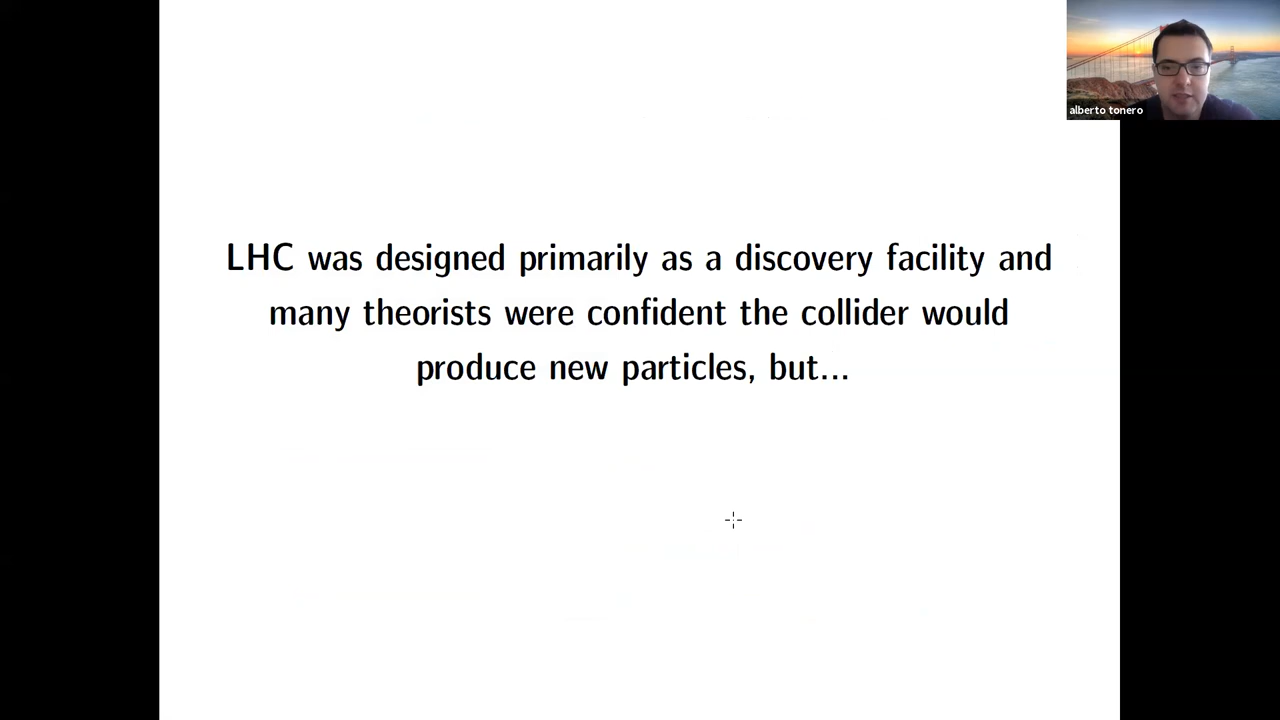 alberto tonero
LHC was designed primarily as a discovery facility and
many theorists were confident the collider would
produce new particles, but...